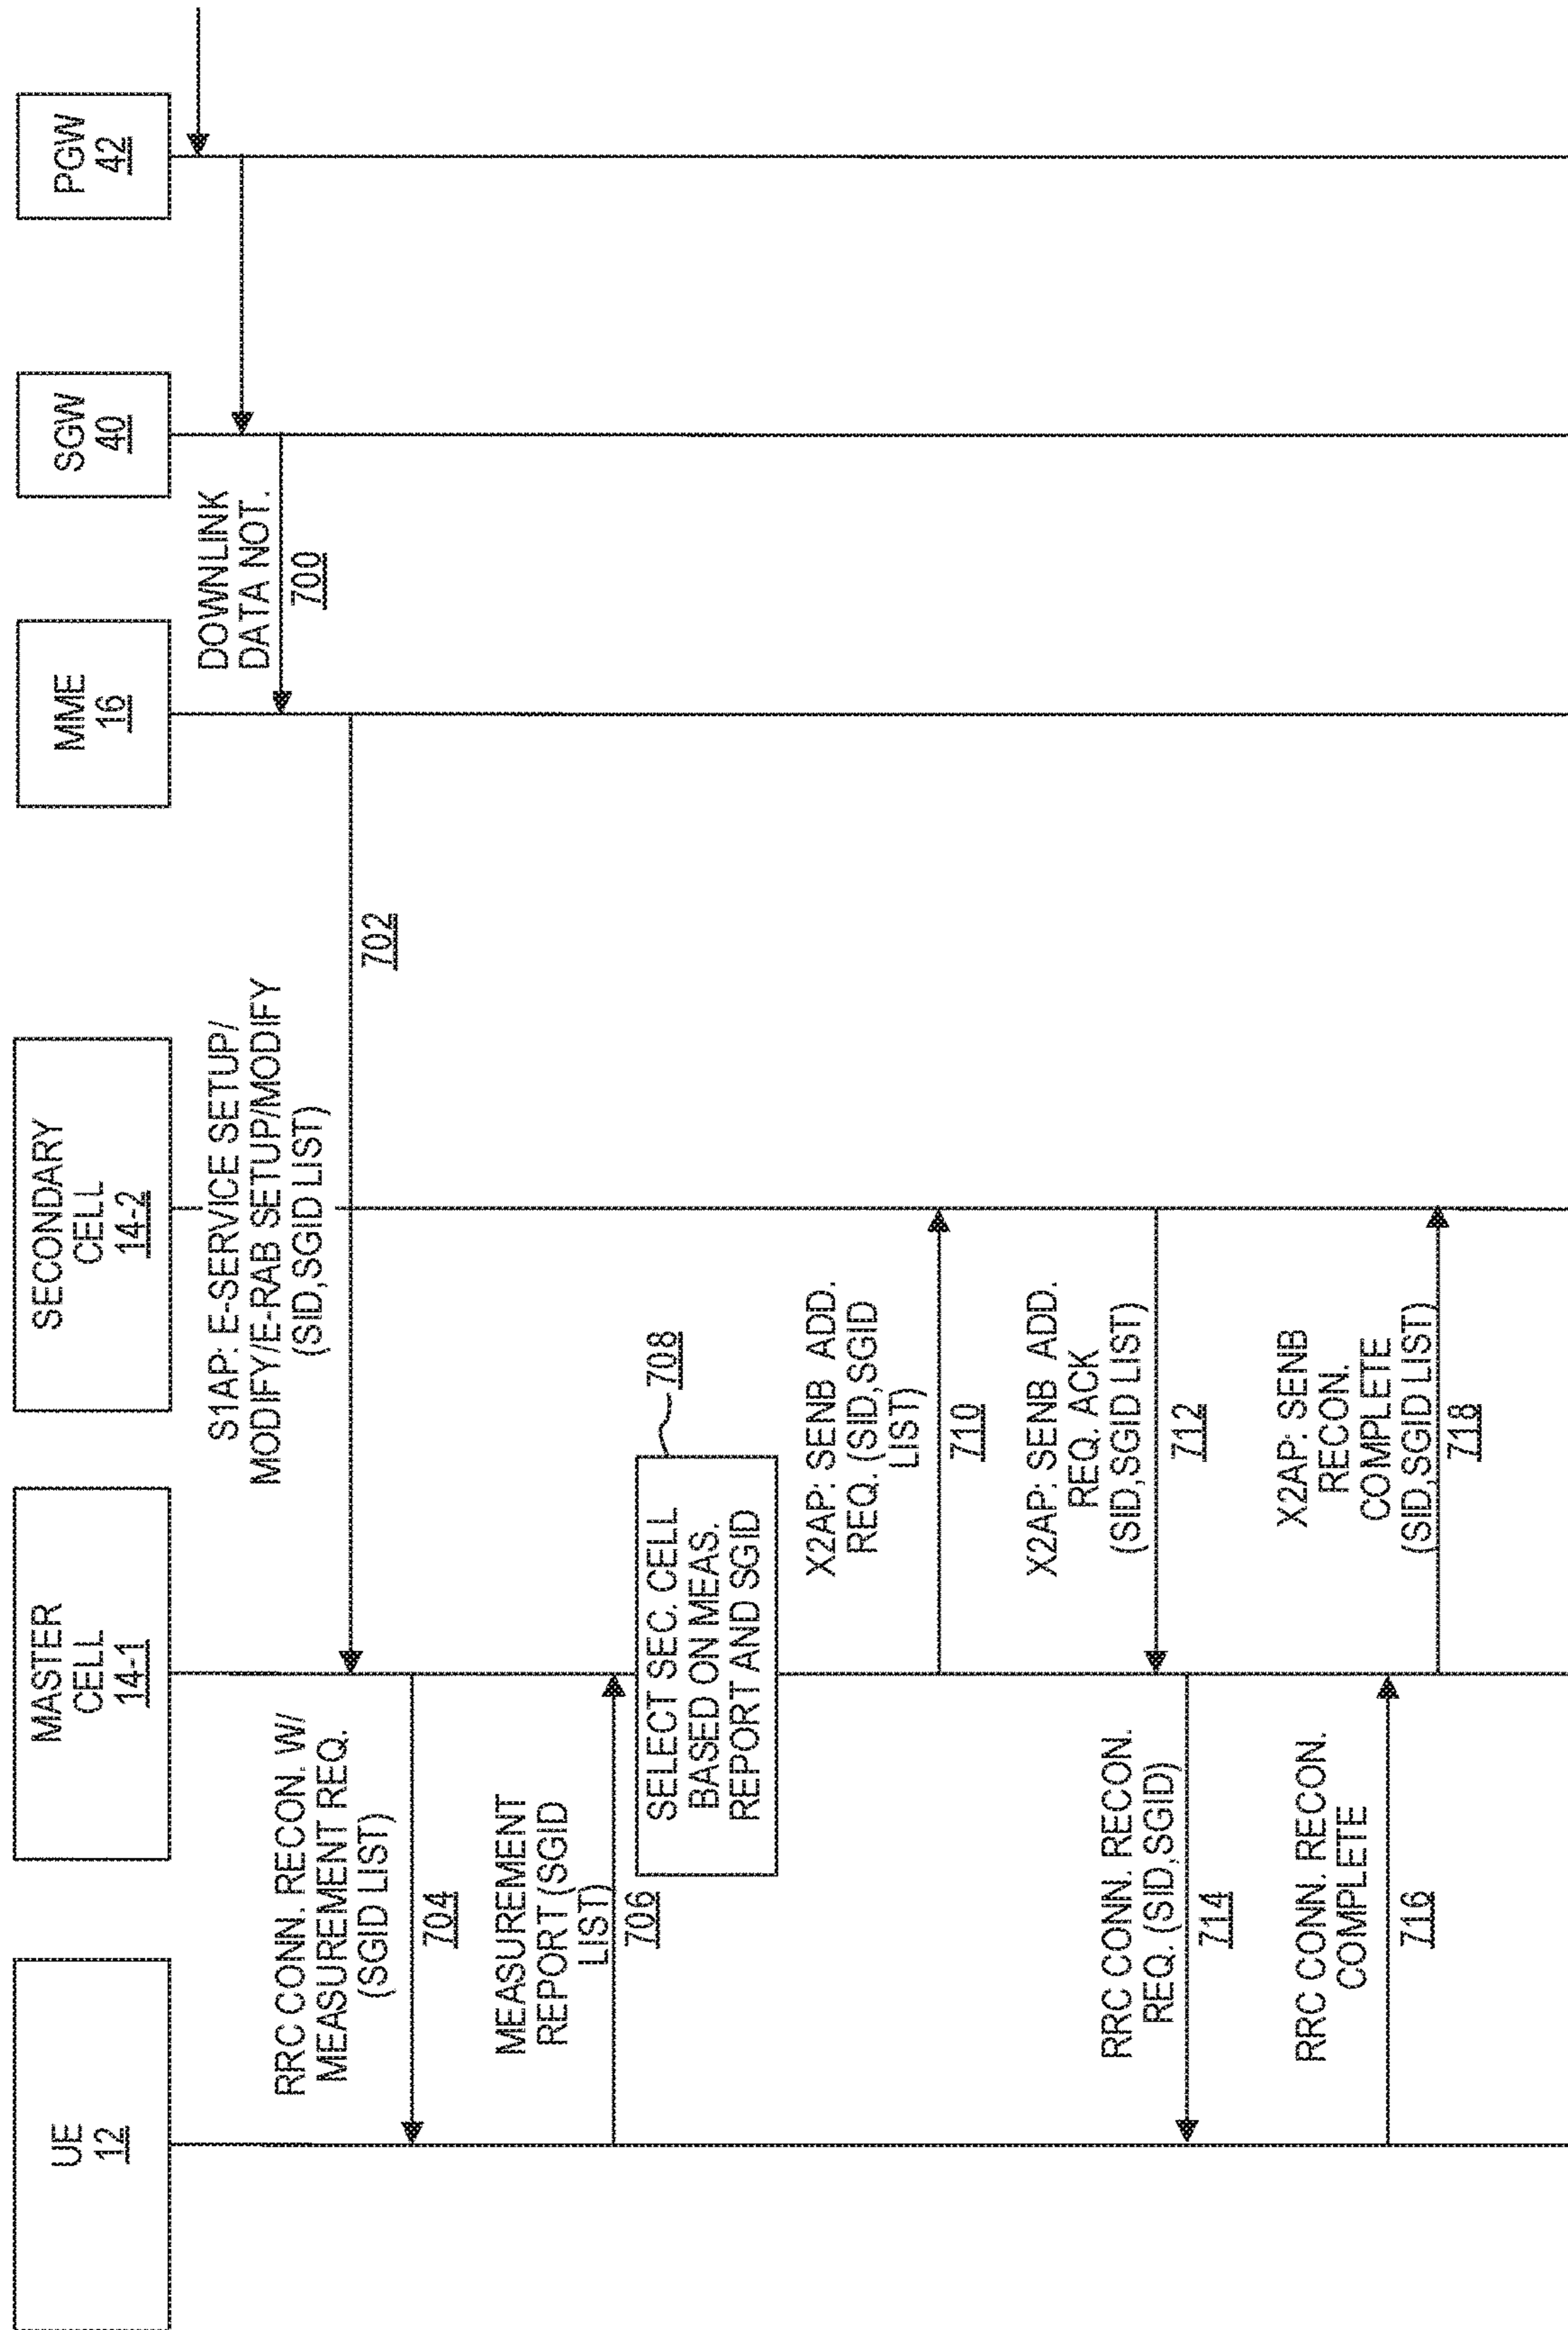 UE
12
MASTER
CELL
14-1
SECONDARY
CELL
14-2
MME
16
SGW
40
PGW
42
DOWNLINK
DATA NOT.
700
S1AP: E-SERVICE SETUP/
MODIFY/E-RAB SETUP/MODIFY
(SID,SGID LIST)
702
RRC CONN. RECON. W/
MEASUREMENT REQ.
(SGID LIST)
704
MEASUREMENT
REPORT (SGID
LIST)
706
SELECT SEC. CELL
BASED ON MEAS.
REPORT AND SGID
708
X2AP: SENB ADD.
REQ. (SID,SGID
LIST)
710
X2AP: SENB ADD.
REQ. ACK
(SID,SGID LIST)
712
RRC CONN. RECON.
REQ. (SID,SGID)
714
RRC CONN. RECON.
COMPLETE
716
X2AP: SENB
RECON.
COMPLETE
(SID,SGID LIST)
718